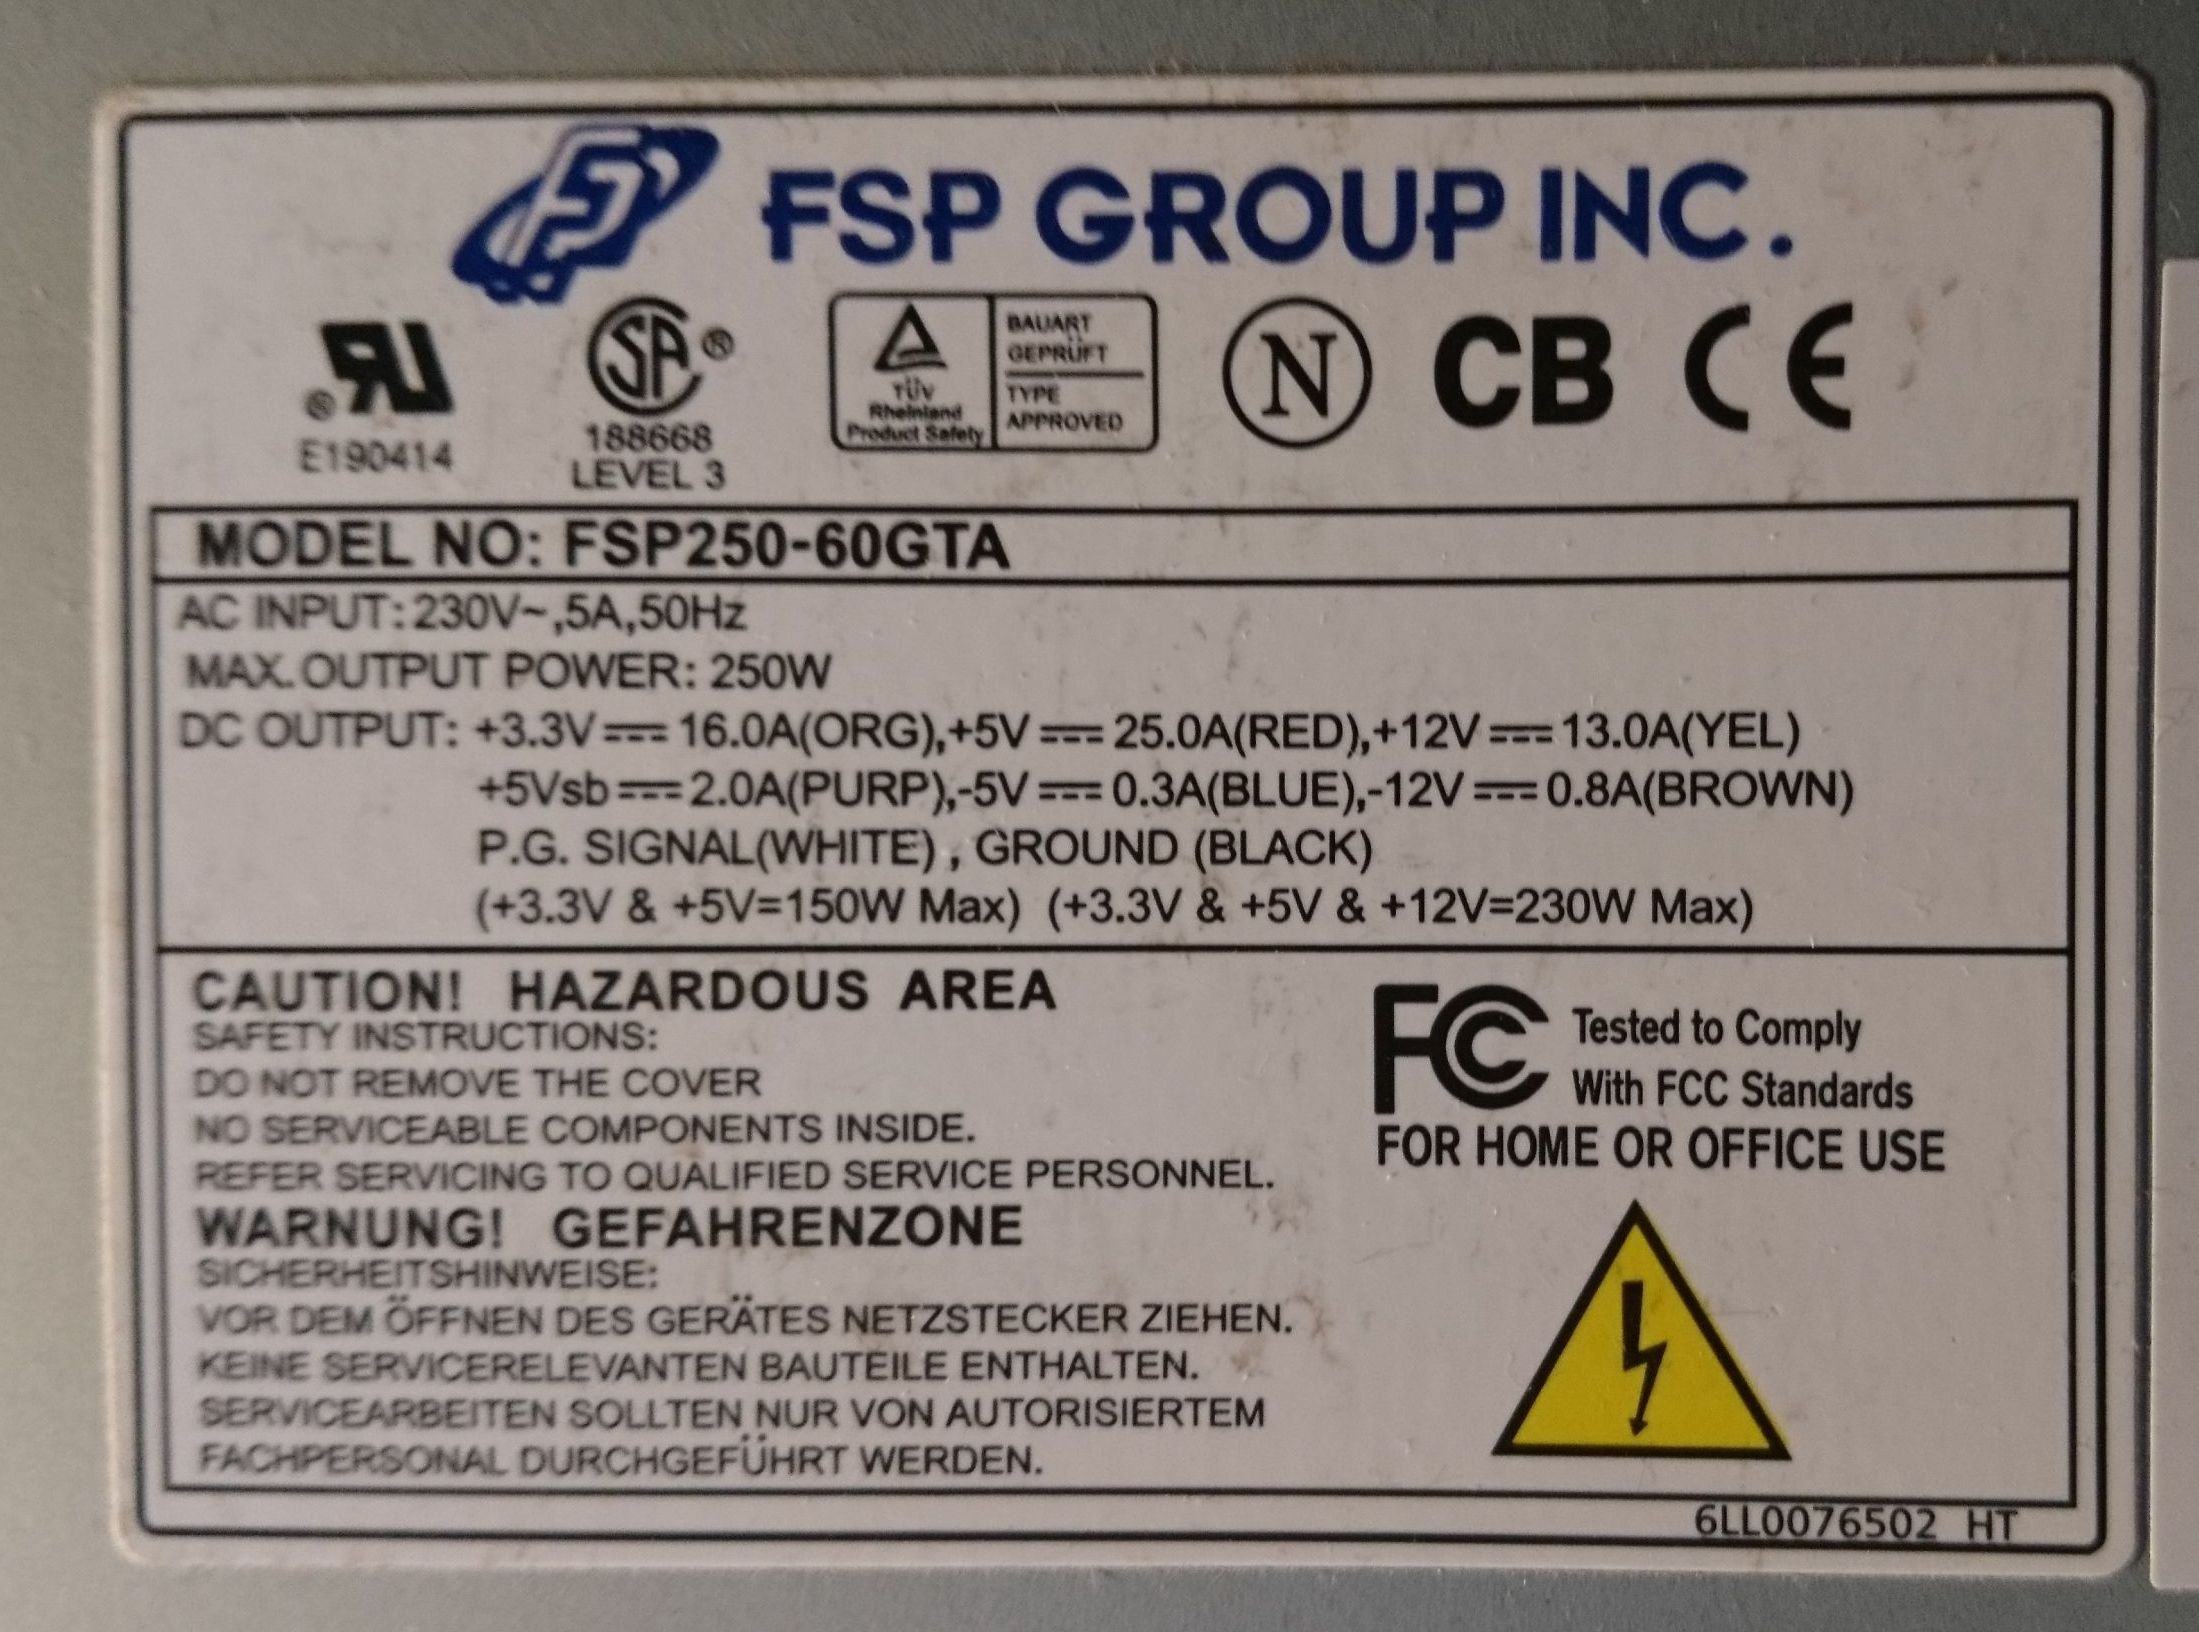 FSP GROUP INC.
®
E190414
SA ®
188668
LEVEL 3
TÜV
Rheinland
Product Safety
BAUART
GEPRÜFT
TYPE
APPROVED
N
CB
CE
MODEL NO: FSP250-60GTA
AC INPUT: 230V~,5A,50Hz
MAX. OUTPUT POWER: 250W
DC OUTPUT: +3.3V⎓16.0A(ORG),+5V⎓25.0A(RED),+12V⎓13.0A(YEL)
+5Vsb⎓2.0A(PURP),-5V⎓0.3A(BLUE),-12V⎓0.8A(BROWN)
P.G. SIGNAL(WHITE) , GROUND (BLACK)
(+3.3V & +5V=150W Max) (+3.3V & +5V & +12V=230W Max)
CAUTION! HAZARDOUS AREA
SAFETY INSTRUCTIONS:
DO NOT REMOVE THE COVER
NO SERVICEABLE COMPONENTS INSIDE.
REFER SERVICING TO QUALIFIED SERVICE PERSONNEL.
WARNUNG! GEFAHRENZONE
SICHERHEITSHINWEISE:
VOR DEM ÖFFNEN DES GERÄTES NETZSTECKER ZIEHEN.
KEINE SERVICERELEVANTEN BAUTEILE ENTHALTEN.
SERVICEARBEITEN SOLLTEN NUR VON AUTORISIERTEM
FACHPERSONAL DURCHGEFÜHRT WERDEN.
FC Tested to Comply
With FCC Standards
FOR HOME OR OFFICE USE
6LL0076502 HT